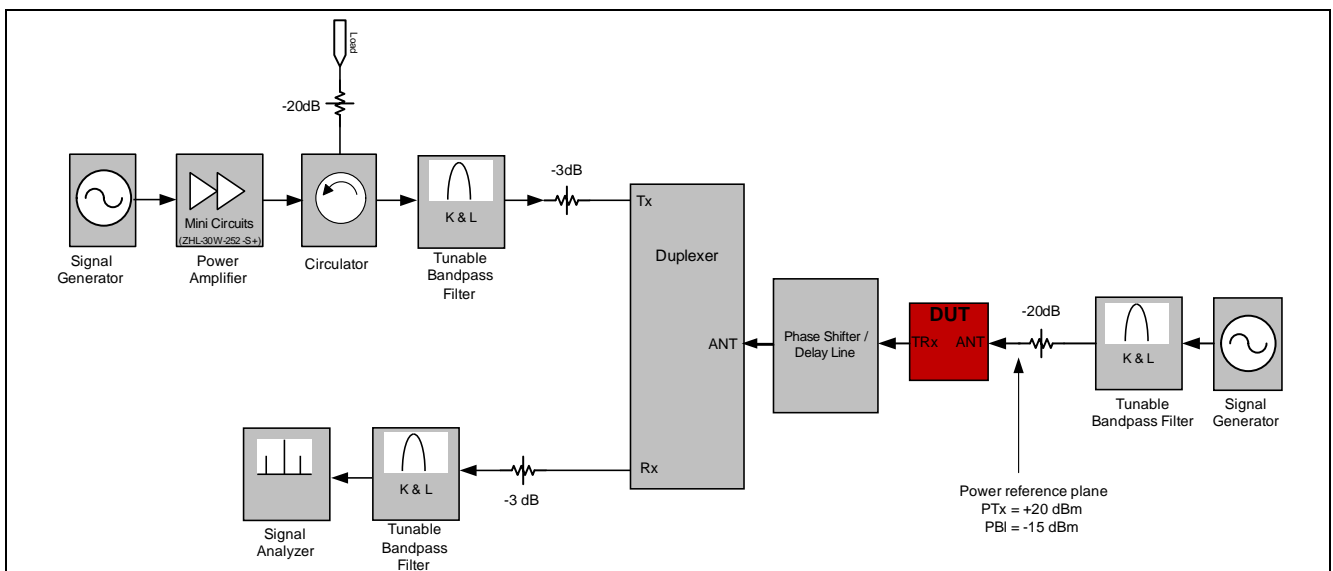 Load
-20dB
Mini Circuits
(ZHL-30W-252 -S+)
Signal
Generator
Power
Amplifier
Circulator
K & L
Tunable
Bandpass
Filter
-3dB
Tx
Duplexer
ANT
Rx
Phase Shifter /
Delay Line
DUT
TRx
ANT
-20dB
K & L
Tunable
Bandpass Filter
Signal
Generator
Power reference plane
PTx = +20 dBm
PBl = -15 dBm
-3 dB
K & L
Tunable
Bandpass
Filter
Signal
Analyzer